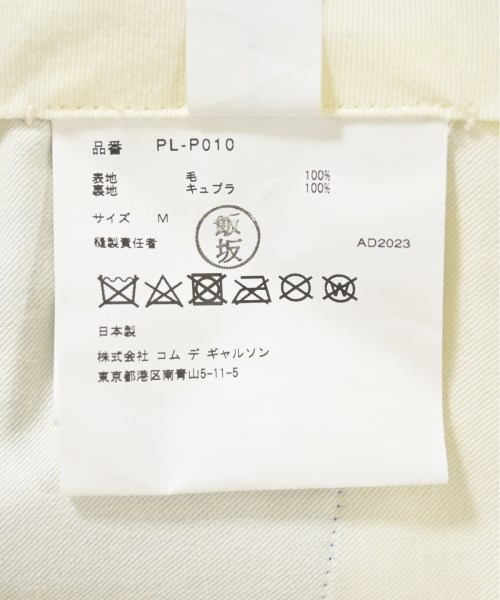 品番 PL-P010
表地 毛 100%
裏地 キュプラ 100%
サイズ M
飯坂
縫製責任者 AD2023
日本製
株式会社 コム デ ギャルソン
東京都港区南青山5-11-5